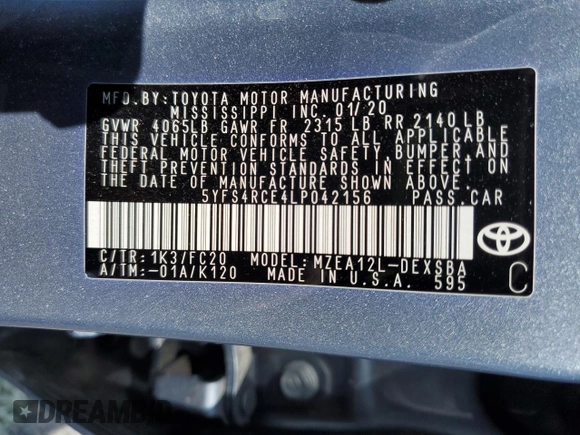 MFD.BY:TOYOTA MOTOR MANUFACTURING
MISSISSIPPI INC. 01/20
GVWR 4065LB GAWR FR 2315 LB RR 2140 LB
THIS VEHICLE CONFORMS TO ALL APPLICABLE
FEDERAL MOTOR VEHICLE SAFETY,BUMPER,AND
THEFT PREVENTION STANDARDS IN EFFECT ON
THE DATE OF MANUFACTURE SHOWN ABOVE.
5YFS4RCE4LP042156 PASS.CAR
C/TR: 1K3/FC20 MODEL: MZEA12L-DEXSBA
A/TM:-01A/K120 MADE IN U.S.A. 595
C
DREAMBID